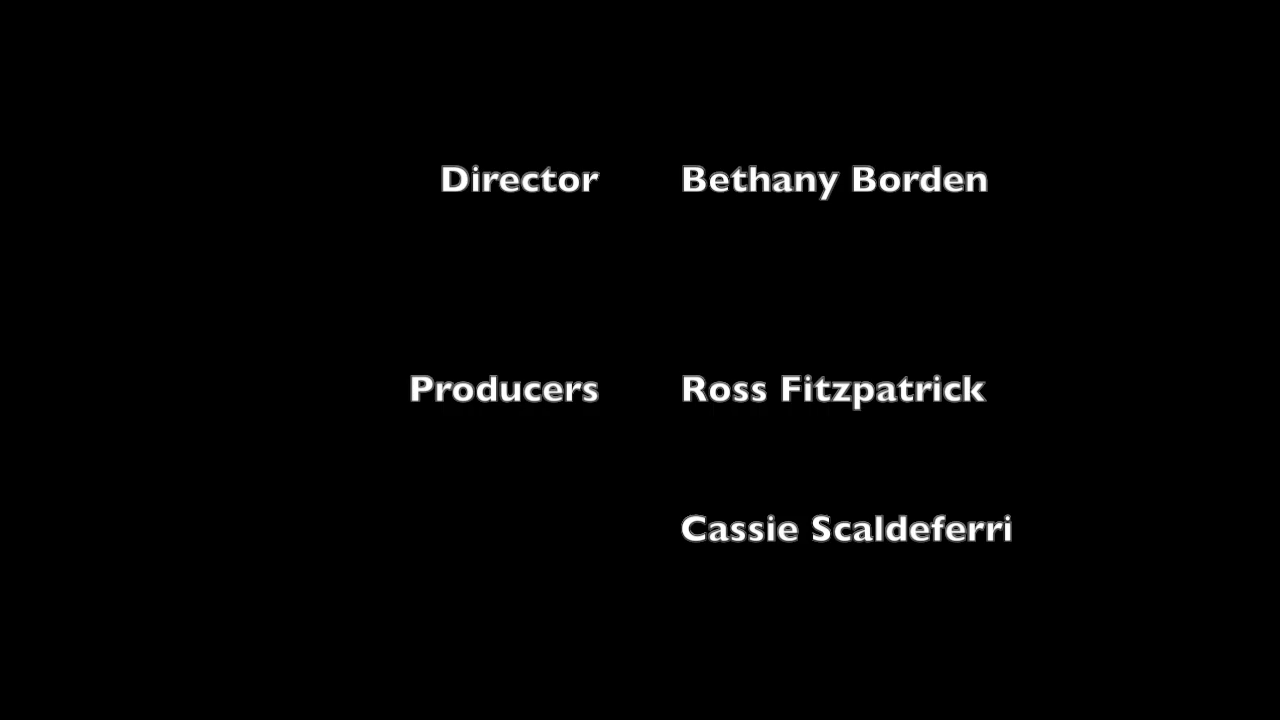 Director Bethany Borden
Producers Ross Fitzpatrick
Cassie Scaldeferri